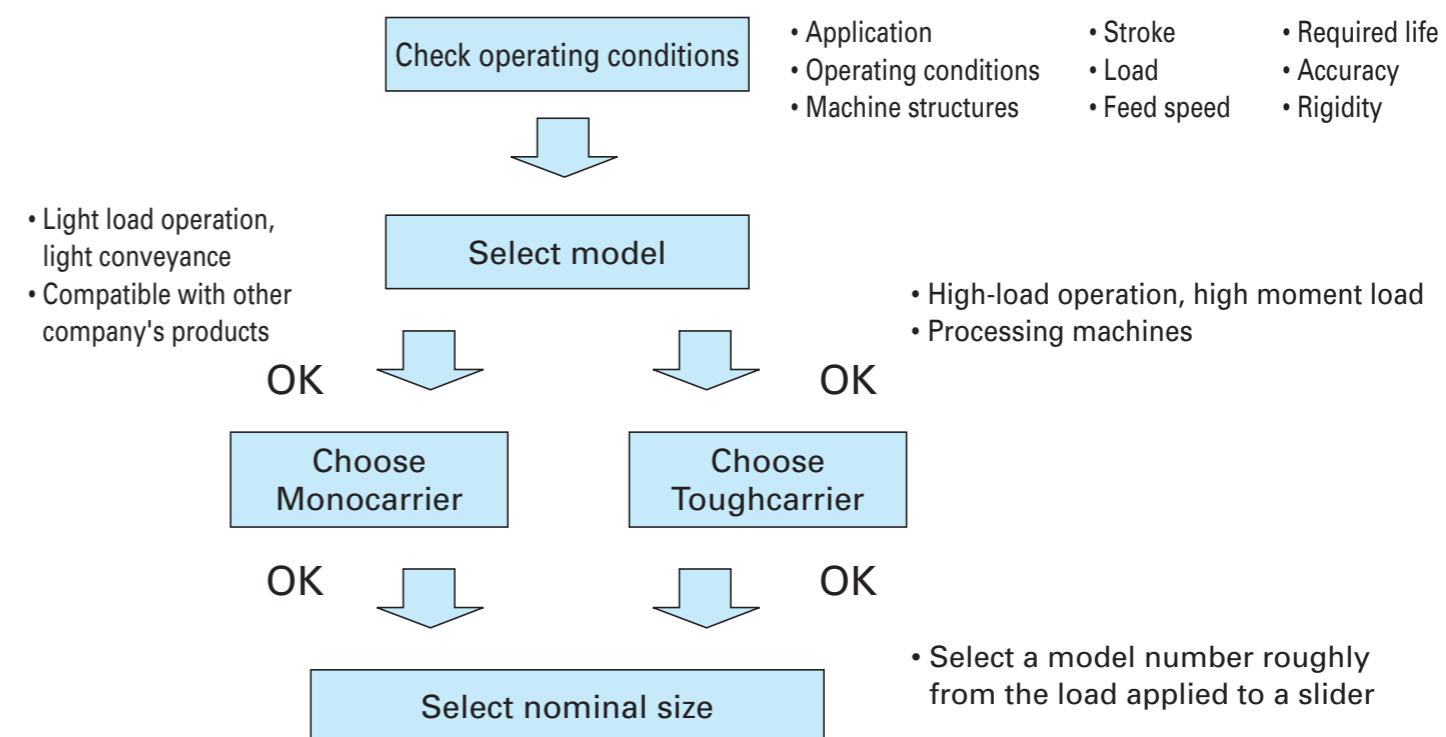 Check operating conditions
• Application
• Operating conditions
• Machine structures
• Stroke
• Load
• Feed speed
• Required life
• Accuracy
• Rigidity
• Light load operation,
light conveyance
• Compatible with other
company's products
Select model
• High-load operation, high moment load
• Processing machines
OK
OK
Choose
Monocarrier
Choose
Toughcarrier
OK
OK
Select nominal size
• Select a model number roughly
from the load applied to a slider